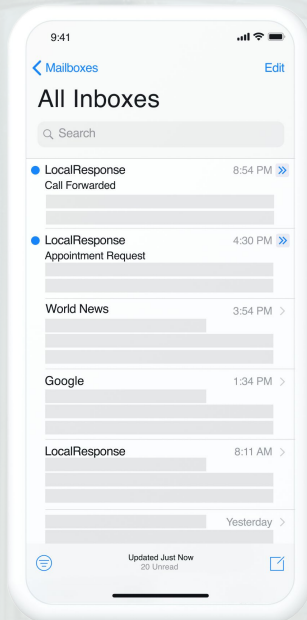 9:41
Mailboxes
Edit
All Inboxes
Search
LocalResponse 8:54 PM
Call Forwarded
LocalResponse 4:30 PM
Appointment Request
World News 3:54 PM
Google 1:34 PM
LocalResponse 8:11 AM
Yesterday
Updated Just Now
20 Unread